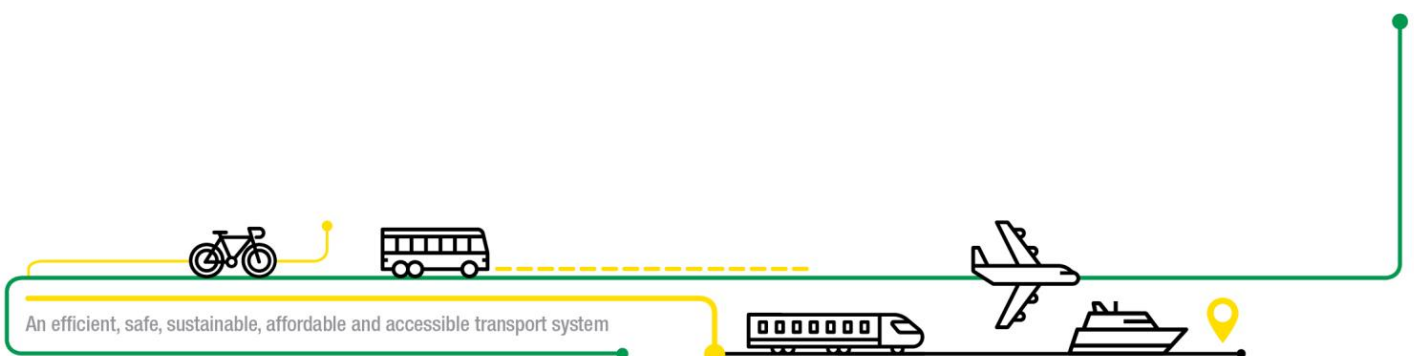 An efficient, safe, sustainable, affordable and accessible transport system